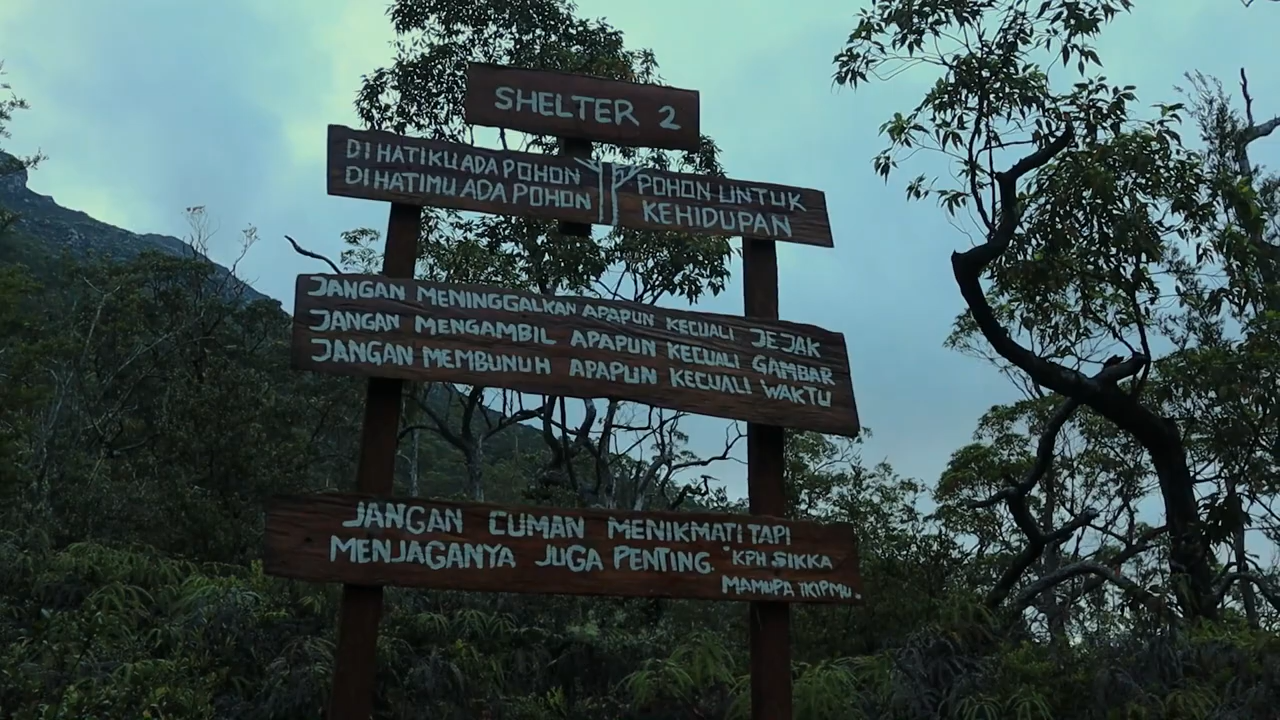 SHELTER 2
DI HATIKU ADA POHON
DI HATIMU ADA POHON
POHON UNTUK
KEHIDUPAN
JANGAN MENINGGALKAN APAPUN KECUALI JEJAK
JANGAN MENGAMBIL APAPUN KECUALI GAMBAR
JANGAN MEMBUNUH APAPUN KECUALI WAKTU
JANGAN CUMAN MENIKMATI TAPI
MENJAGANYA JUGA PENTING. "KPH SIKKA
MAMUPA IKIPMU.